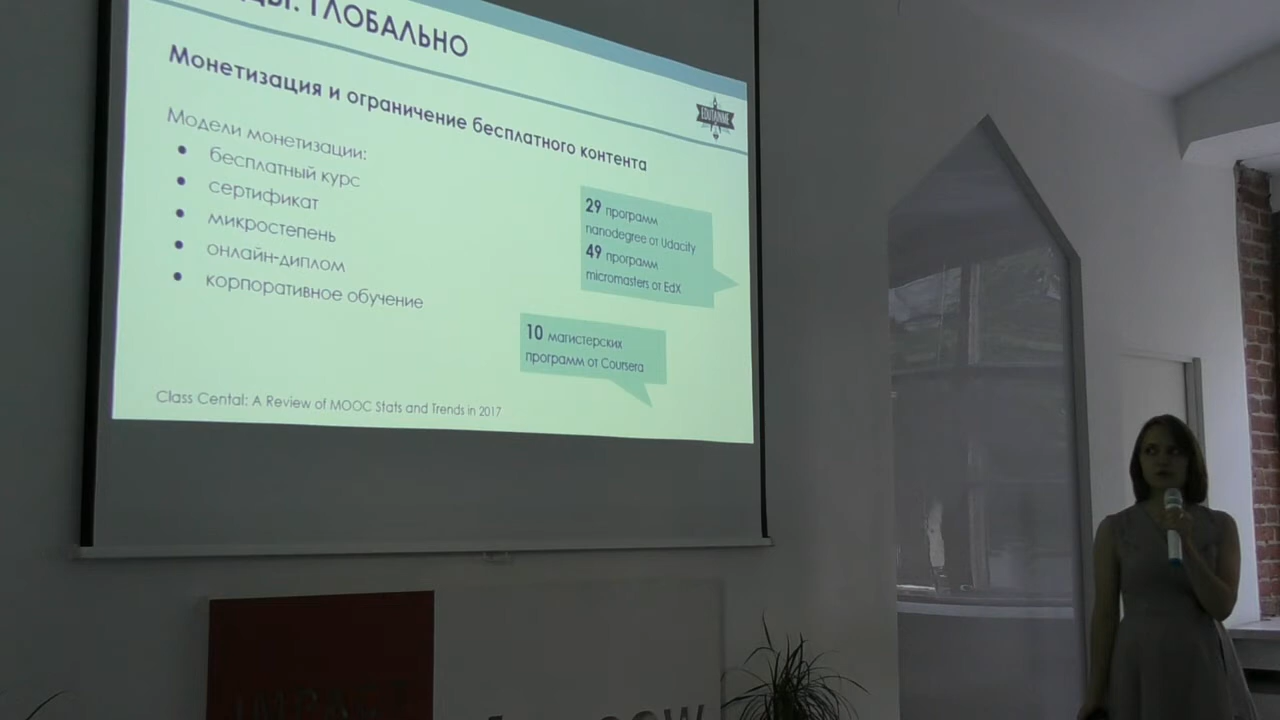 ГЛОБАЛЬНО
Монетизация и ограничение бесплатного контента
EDUTAINME
Модели монетизации:
• бесплатный курс
• сертификат
• микростепень
• онлайн-диплом
• корпоративное обучение
29 программ
nanodegree от Udacity
49 программ
micromasters от EdX
10 магистерских
программ от Coursera
Class Cental: A Review of MOOC Stats and Trends in 2017
IMPACT